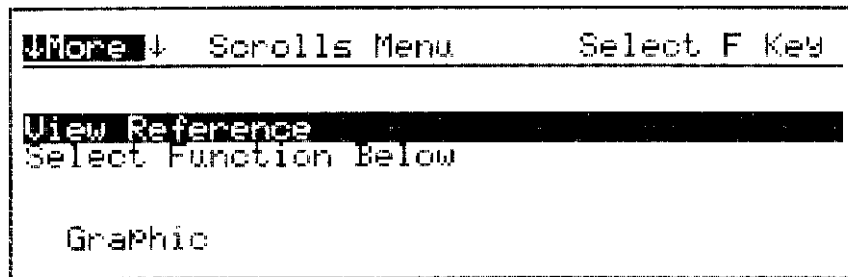 ↓More ↓ Scrolls Menu Select F Key
View Reference
Select Function Below
Graphic